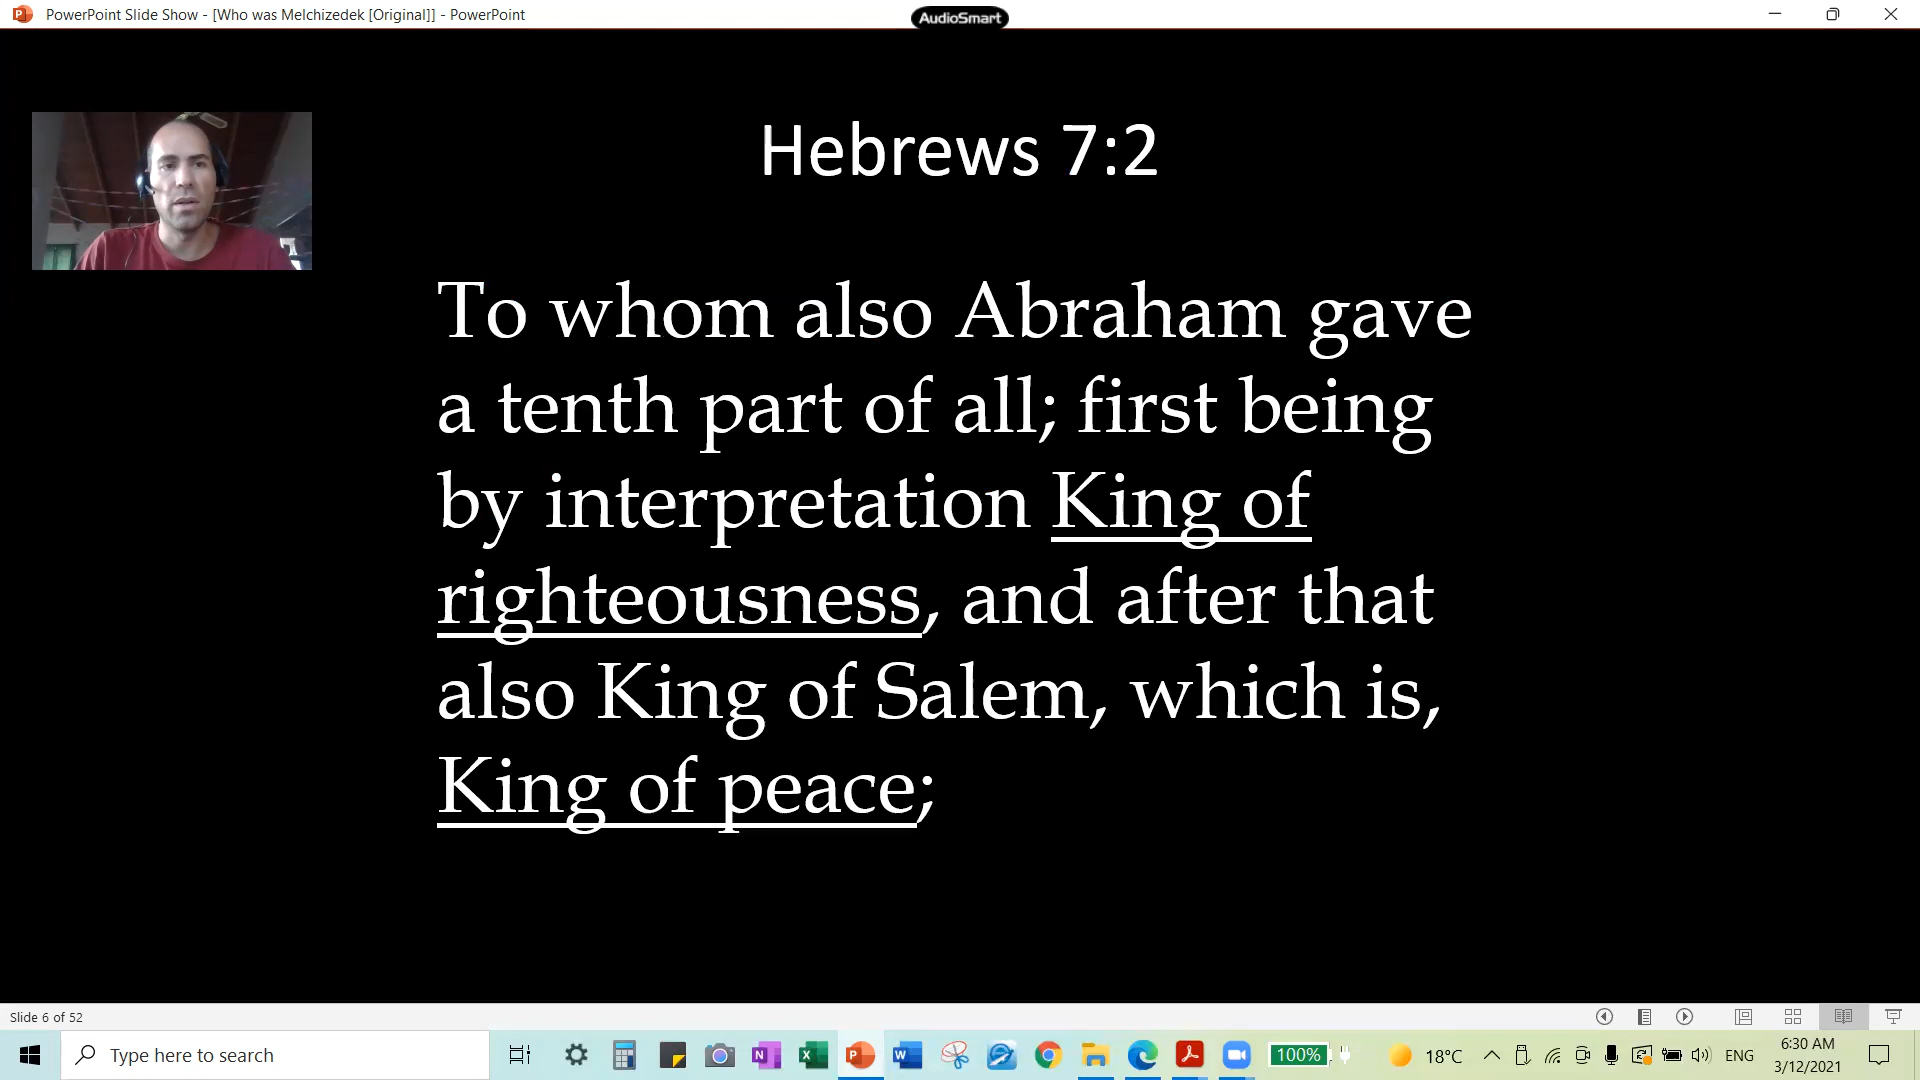 PowerPoint Slide Show - [Who was Melchizedek [Original]] - PowerPoint
AudioSmart
Hebrews 7:2
To whom also Abraham gave
a tenth part of all; first being
by interpretation King of
righteousness, and after that
also King of Salem, which is,
King of peace;
Slide 6 of 52
Type here to search
100%
18°C
ENG
6:30 AM
3/12/2021